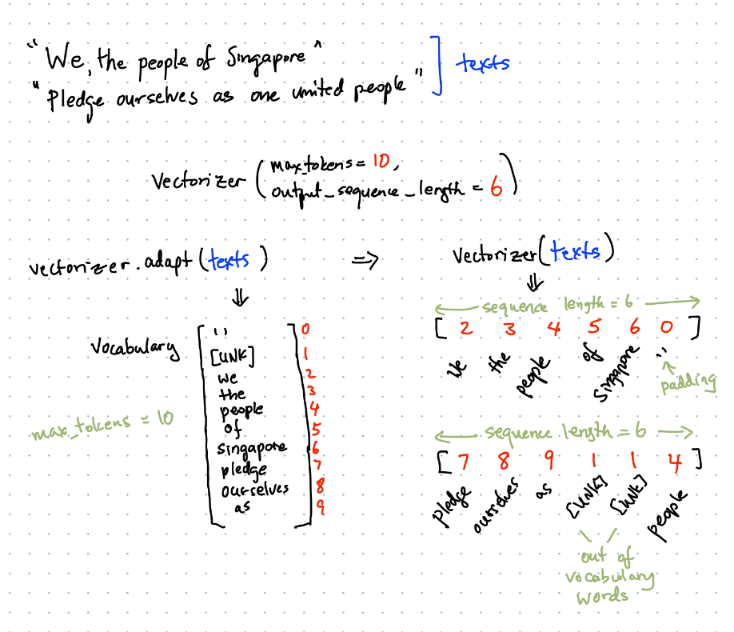 "We, the people of Singapore"
"Pledge ourselves as one united people"
] texts
Vectorizer (max_tokens = 10,
output_sequence_length = 6)
vectorizer.adapt (texts) ⇒ Vectorizer(texts)
⇓ ⇓
Vocabulary
max_tokens = 10
'' 0
[UNK] 1
we 2
the 3
people 4
of 5
singapore 6
pledge 7
ourselves 8
as 9
sequence length = 6
[ 2 3 4 5 6 0 ]
We the people of Singapore ''
padding
sequence length = 6
[ 7 8 9 1 1 4 ]
pledge ourselves as [UNK] [UNK] people
out of
vocabulary
words